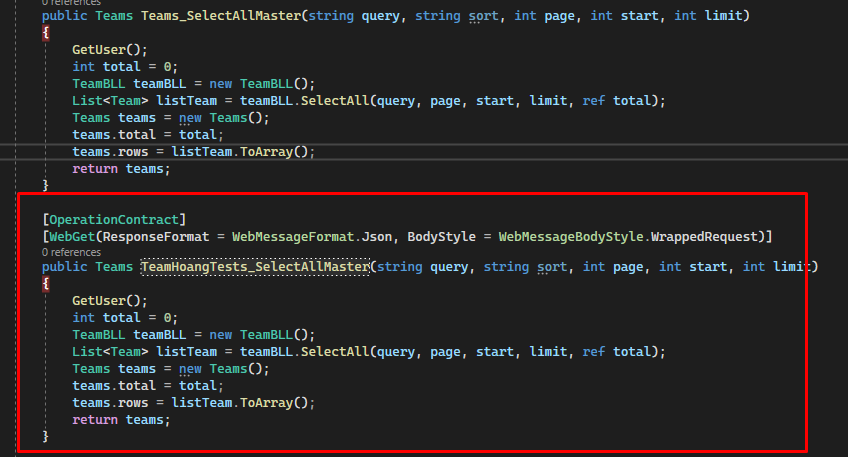 0 references
public Teams Teams_SelectAllMaster(string query, string sort, int page, int start, int limit)
{
GetUser();
int total = 0;
TeamBLL teamBLL = new TeamBLL();
List<Team> listTeam = teamBLL.SelectAll(query, page, start, limit, ref total);
Teams teams = new Teams();
teams.total = total;
teams.rows = listTeam.ToArray();
return teams;
}
[OperationContract]
[WebGet(ResponseFormat = WebMessageFormat.Json, BodyStyle = WebMessageBodyStyle.WrappedRequest)]
0 references
public Teams TeamHoangTests_SelectAllMaster(string query, string sort, int page, int start, int limit)
{
GetUser();
int total = 0;
TeamBLL teamBLL = new TeamBLL();
List<Team> listTeam = teamBLL.SelectAll(query, page, start, limit, ref total);
Teams teams = new Teams();
teams.total = total;
teams.rows = listTeam.ToArray();
return teams;
}